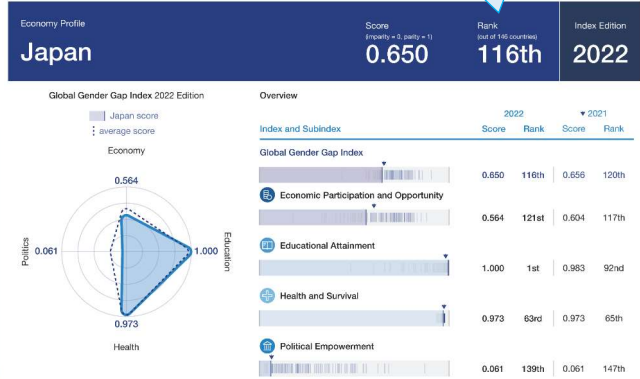 Economy Profile
Japan
Score
(imparity = 0, parity = 1)
0.650
Rank
(out of 146 countries)
116th
Index Edition
2022
Global Gender Gap Index 2022 Edition
Japan score
average score
Economy
0.564
Politics
0.061
1.000
Education
0.973
Health
Overview
2022 ▼ 2021
Index and Subindex Score Rank Score Rank
Global Gender Gap Index
0.650 116th 0.656 120th
Economic Participation and Opportunity
0.564 121st 0.604 117th
Educational Attainment
1.000 1st 0.983 92nd
Health and Survival
0.973 63rd 0.973 65th
Political Empowerment
0.061 139th 0.061 147th